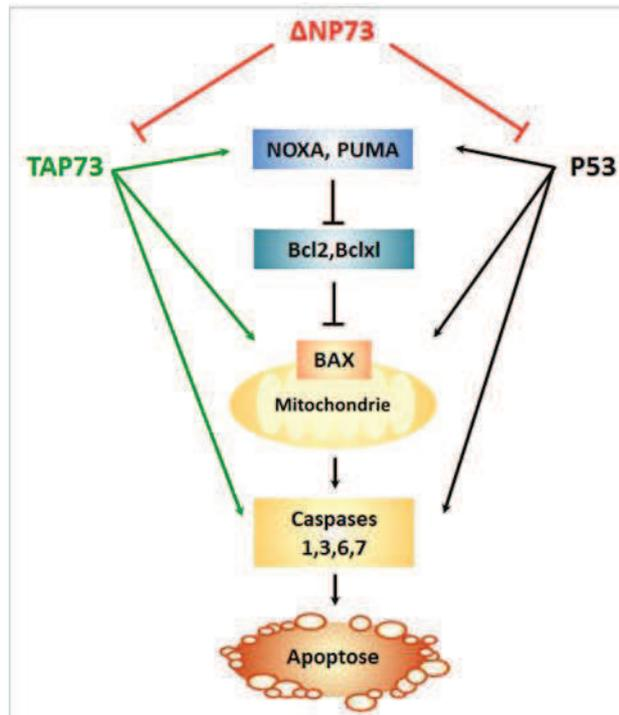 ΔNP73
NOXA, PUMA
TAP73
P53
Bcl2,Bclxl
BAX
Mitochondrie
Caspases
1,3,6,7
Apoptose